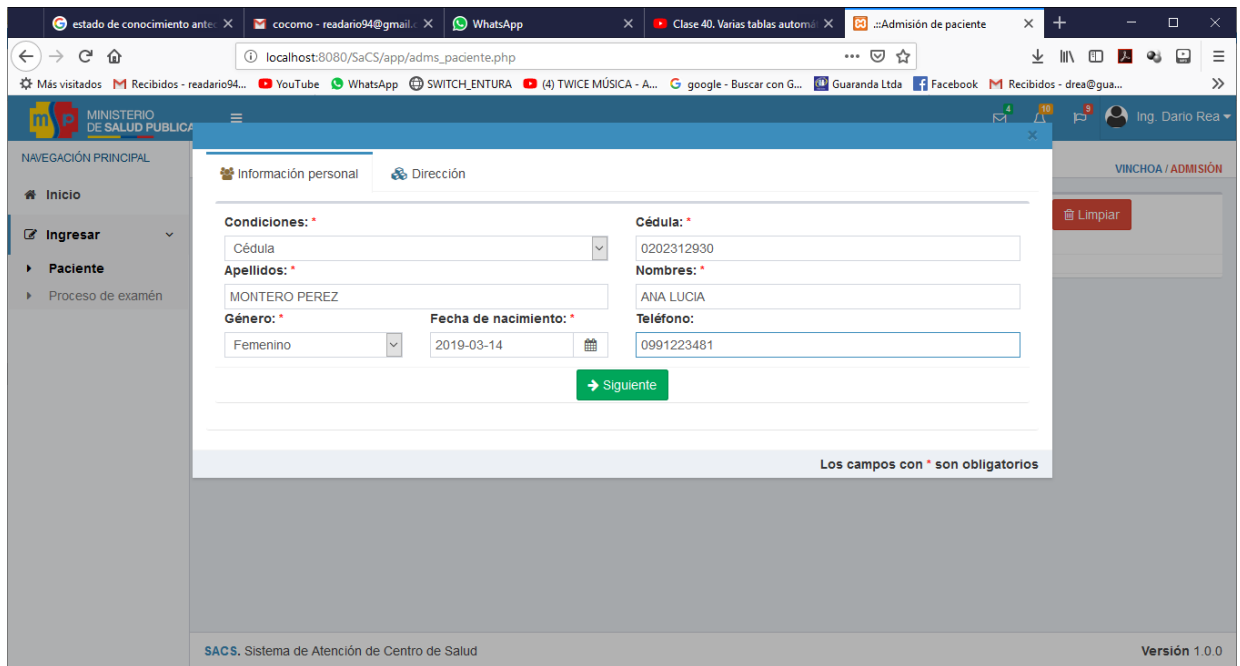 estado de conocimiento antec
cocomo - readario94@gmail.c
WhatsApp
Clase 40. Varias tablas automá
.::Admisión de paciente
localhost:8080/SaCS/app/adms_paciente.php
Más visitados
Recibidos - readario94...
YouTube
WhatsApp
SWITCH_ENTURA
(4) TWICE MÚSICA - A...
google - Buscar con G...
Guaranda Ltda
Facebook
Recibidos - drea@gua...
MINISTERIO
DE SALUD PUBLICA
4
10
9
Ing. Dario Rea
NAVEGACIÓN PRINCIPAL
Inicio
Ingresar
Paciente
Proceso de examén
VINCHOA / ADMISIÓN
Limpiar
Información personal
Dirección
Condiciones: *
Cédula: *
Cédula
0202312930
Apellidos: *
Nombres: *
MONTERO PEREZ
ANA LUCIA
Género: *
Fecha de nacimiento: *
Teléfono:
Femenino
2019-03-14
0991223481
Siguiente
Los campos con * son obligatorios
SACS. Sistema de Atención de Centro de Salud
Versión 1.0.0